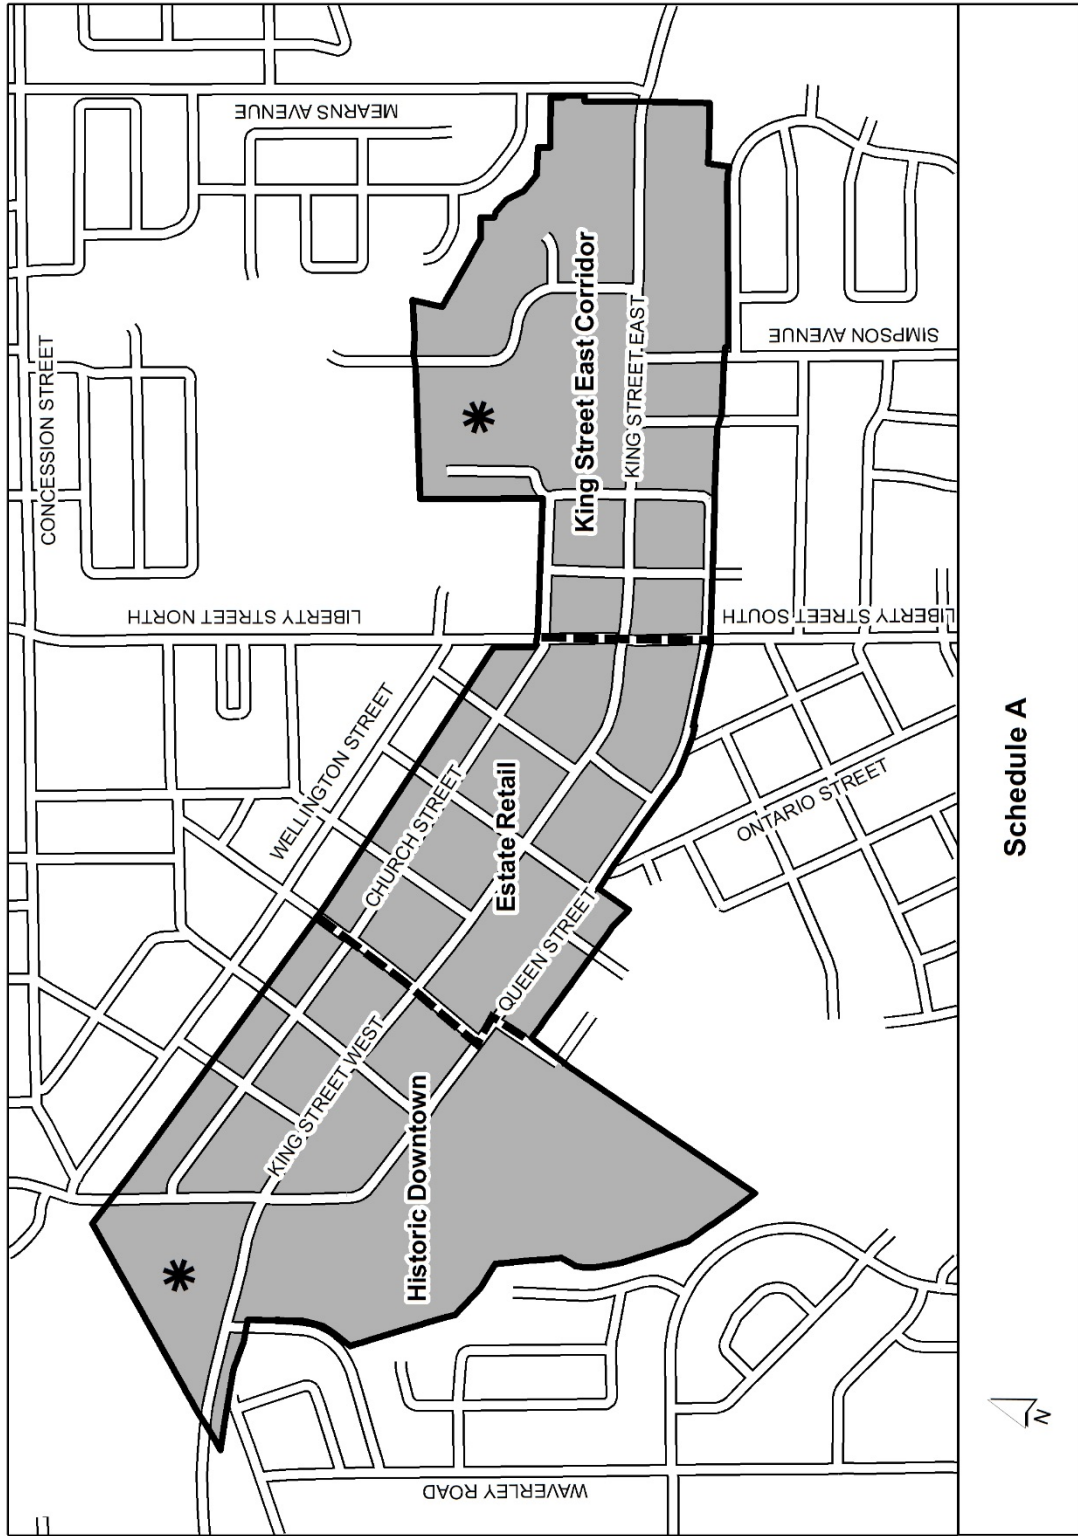 CONCESSION STREET
MEARNS AVENUE
LIBERTY STREET NORTH
WELLINGTON STREET
CHURCH STREET
King Street East Corridor
KING STREET EAST
SIMPSON AVENUE
LIBERTY STREET SOUTH
Estate Retail
KING STREET WEST
QUEEN STREET
ONTARIO STREET
Historic Downtown
WAVERLEY ROAD
Schedule A
N